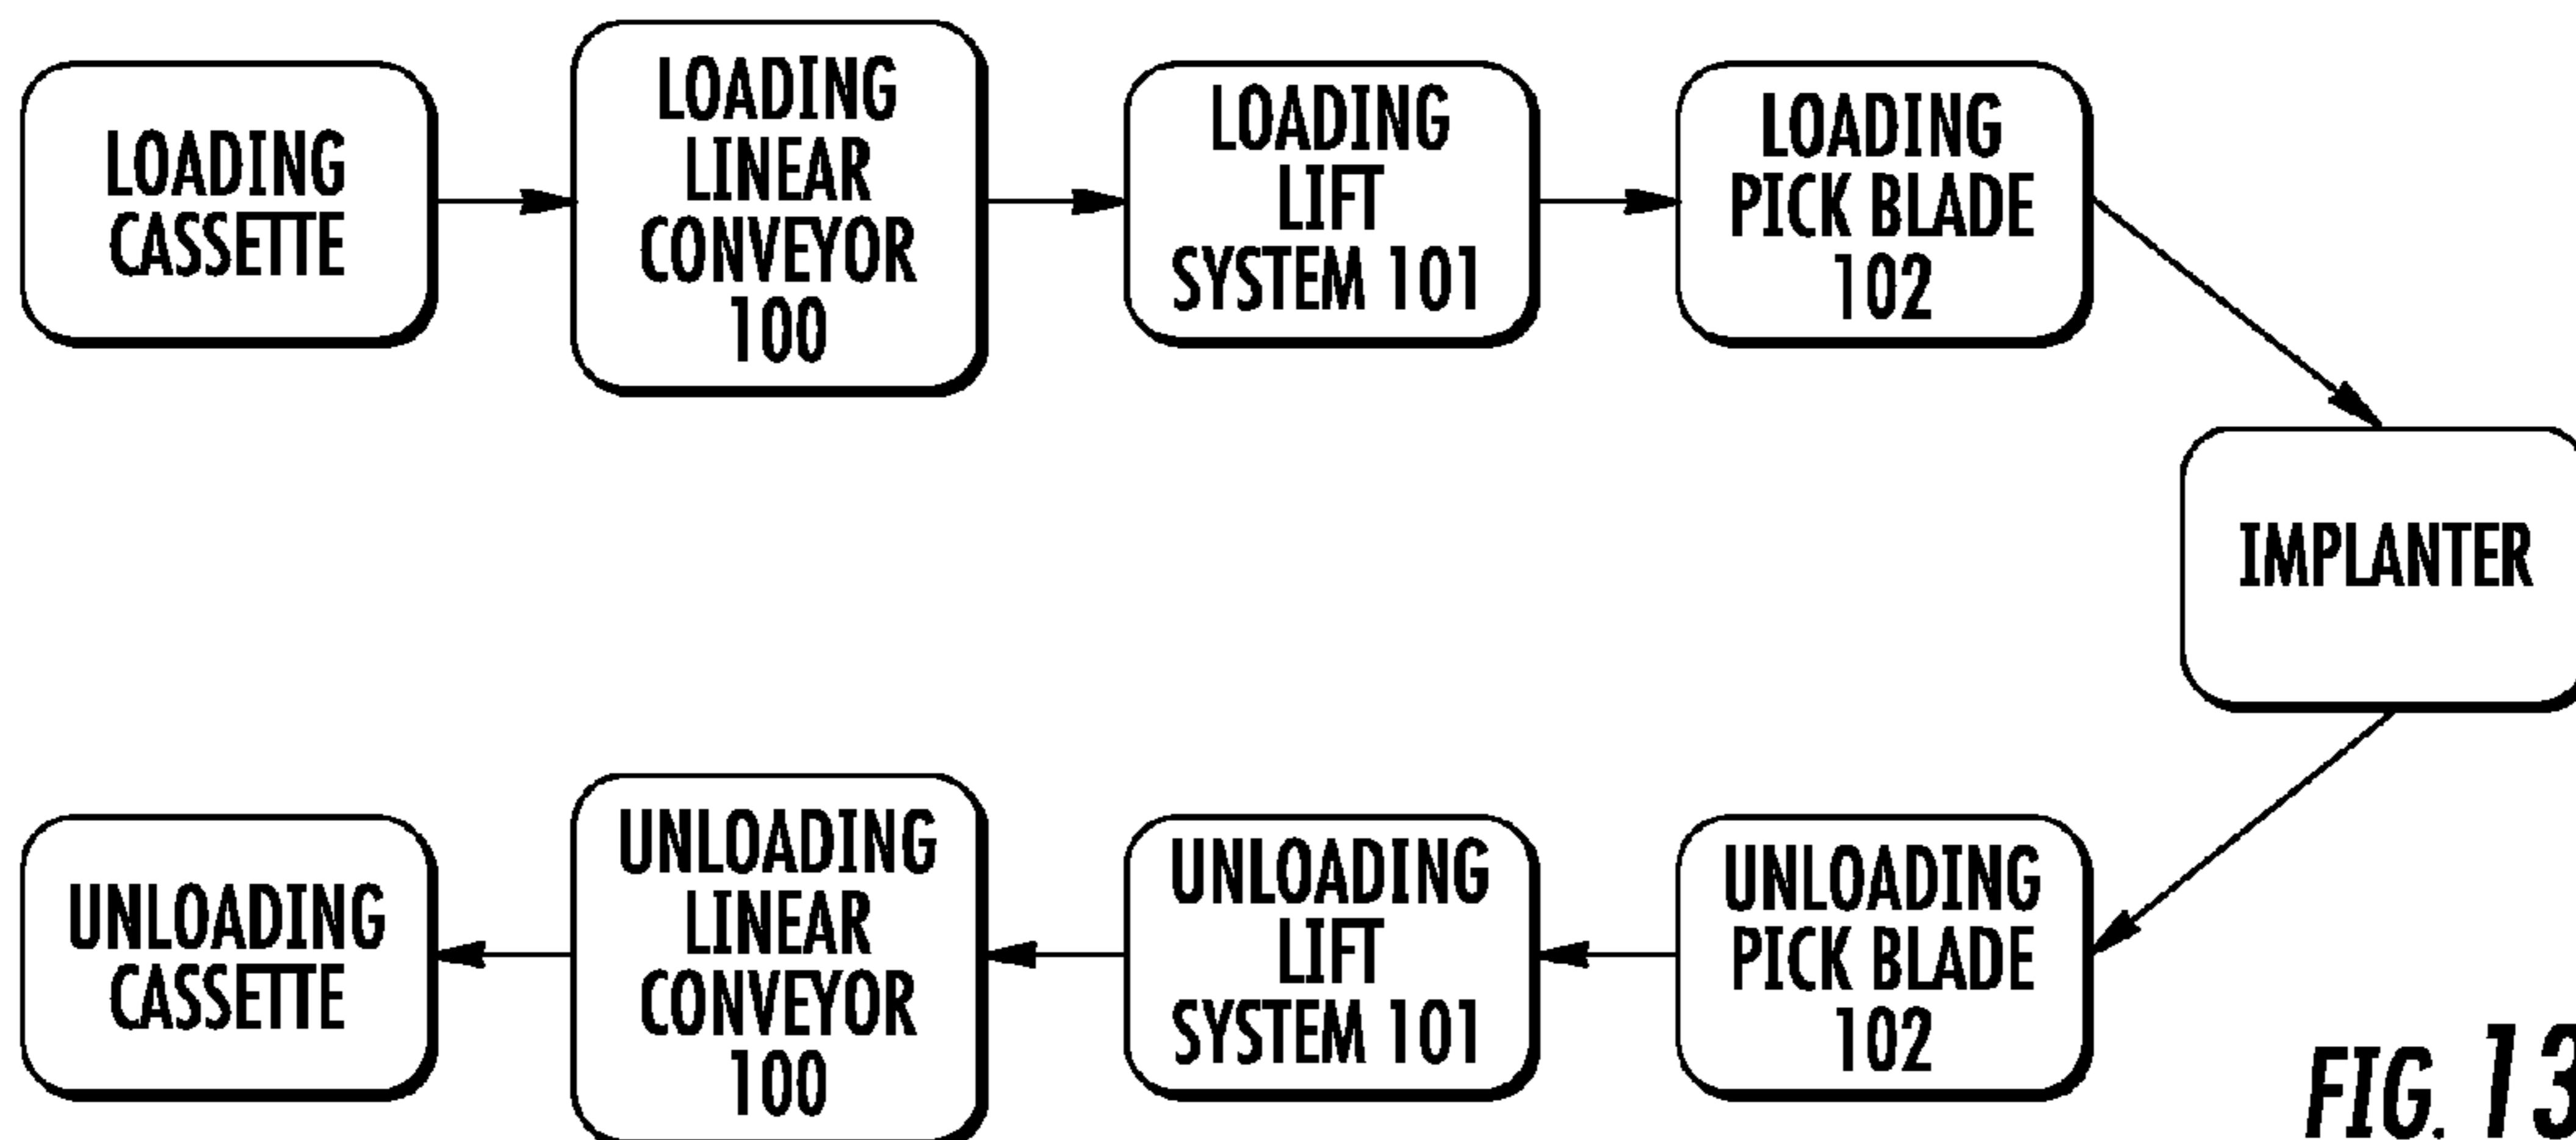 LOADING
CASSETTE
LOADING
LINEAR
CONVEYOR
100
LOADING
LIFT
SYSTEM 101
LOADING
PICK BLADE
102
IMPLANTER
UNLOADING
PICK BLADE
102
UNLOADING
LIFT
SYSTEM 101
UNLOADING
LINEAR
CONVEYOR
100
UNLOADING
CASSETTE
FIG. 13